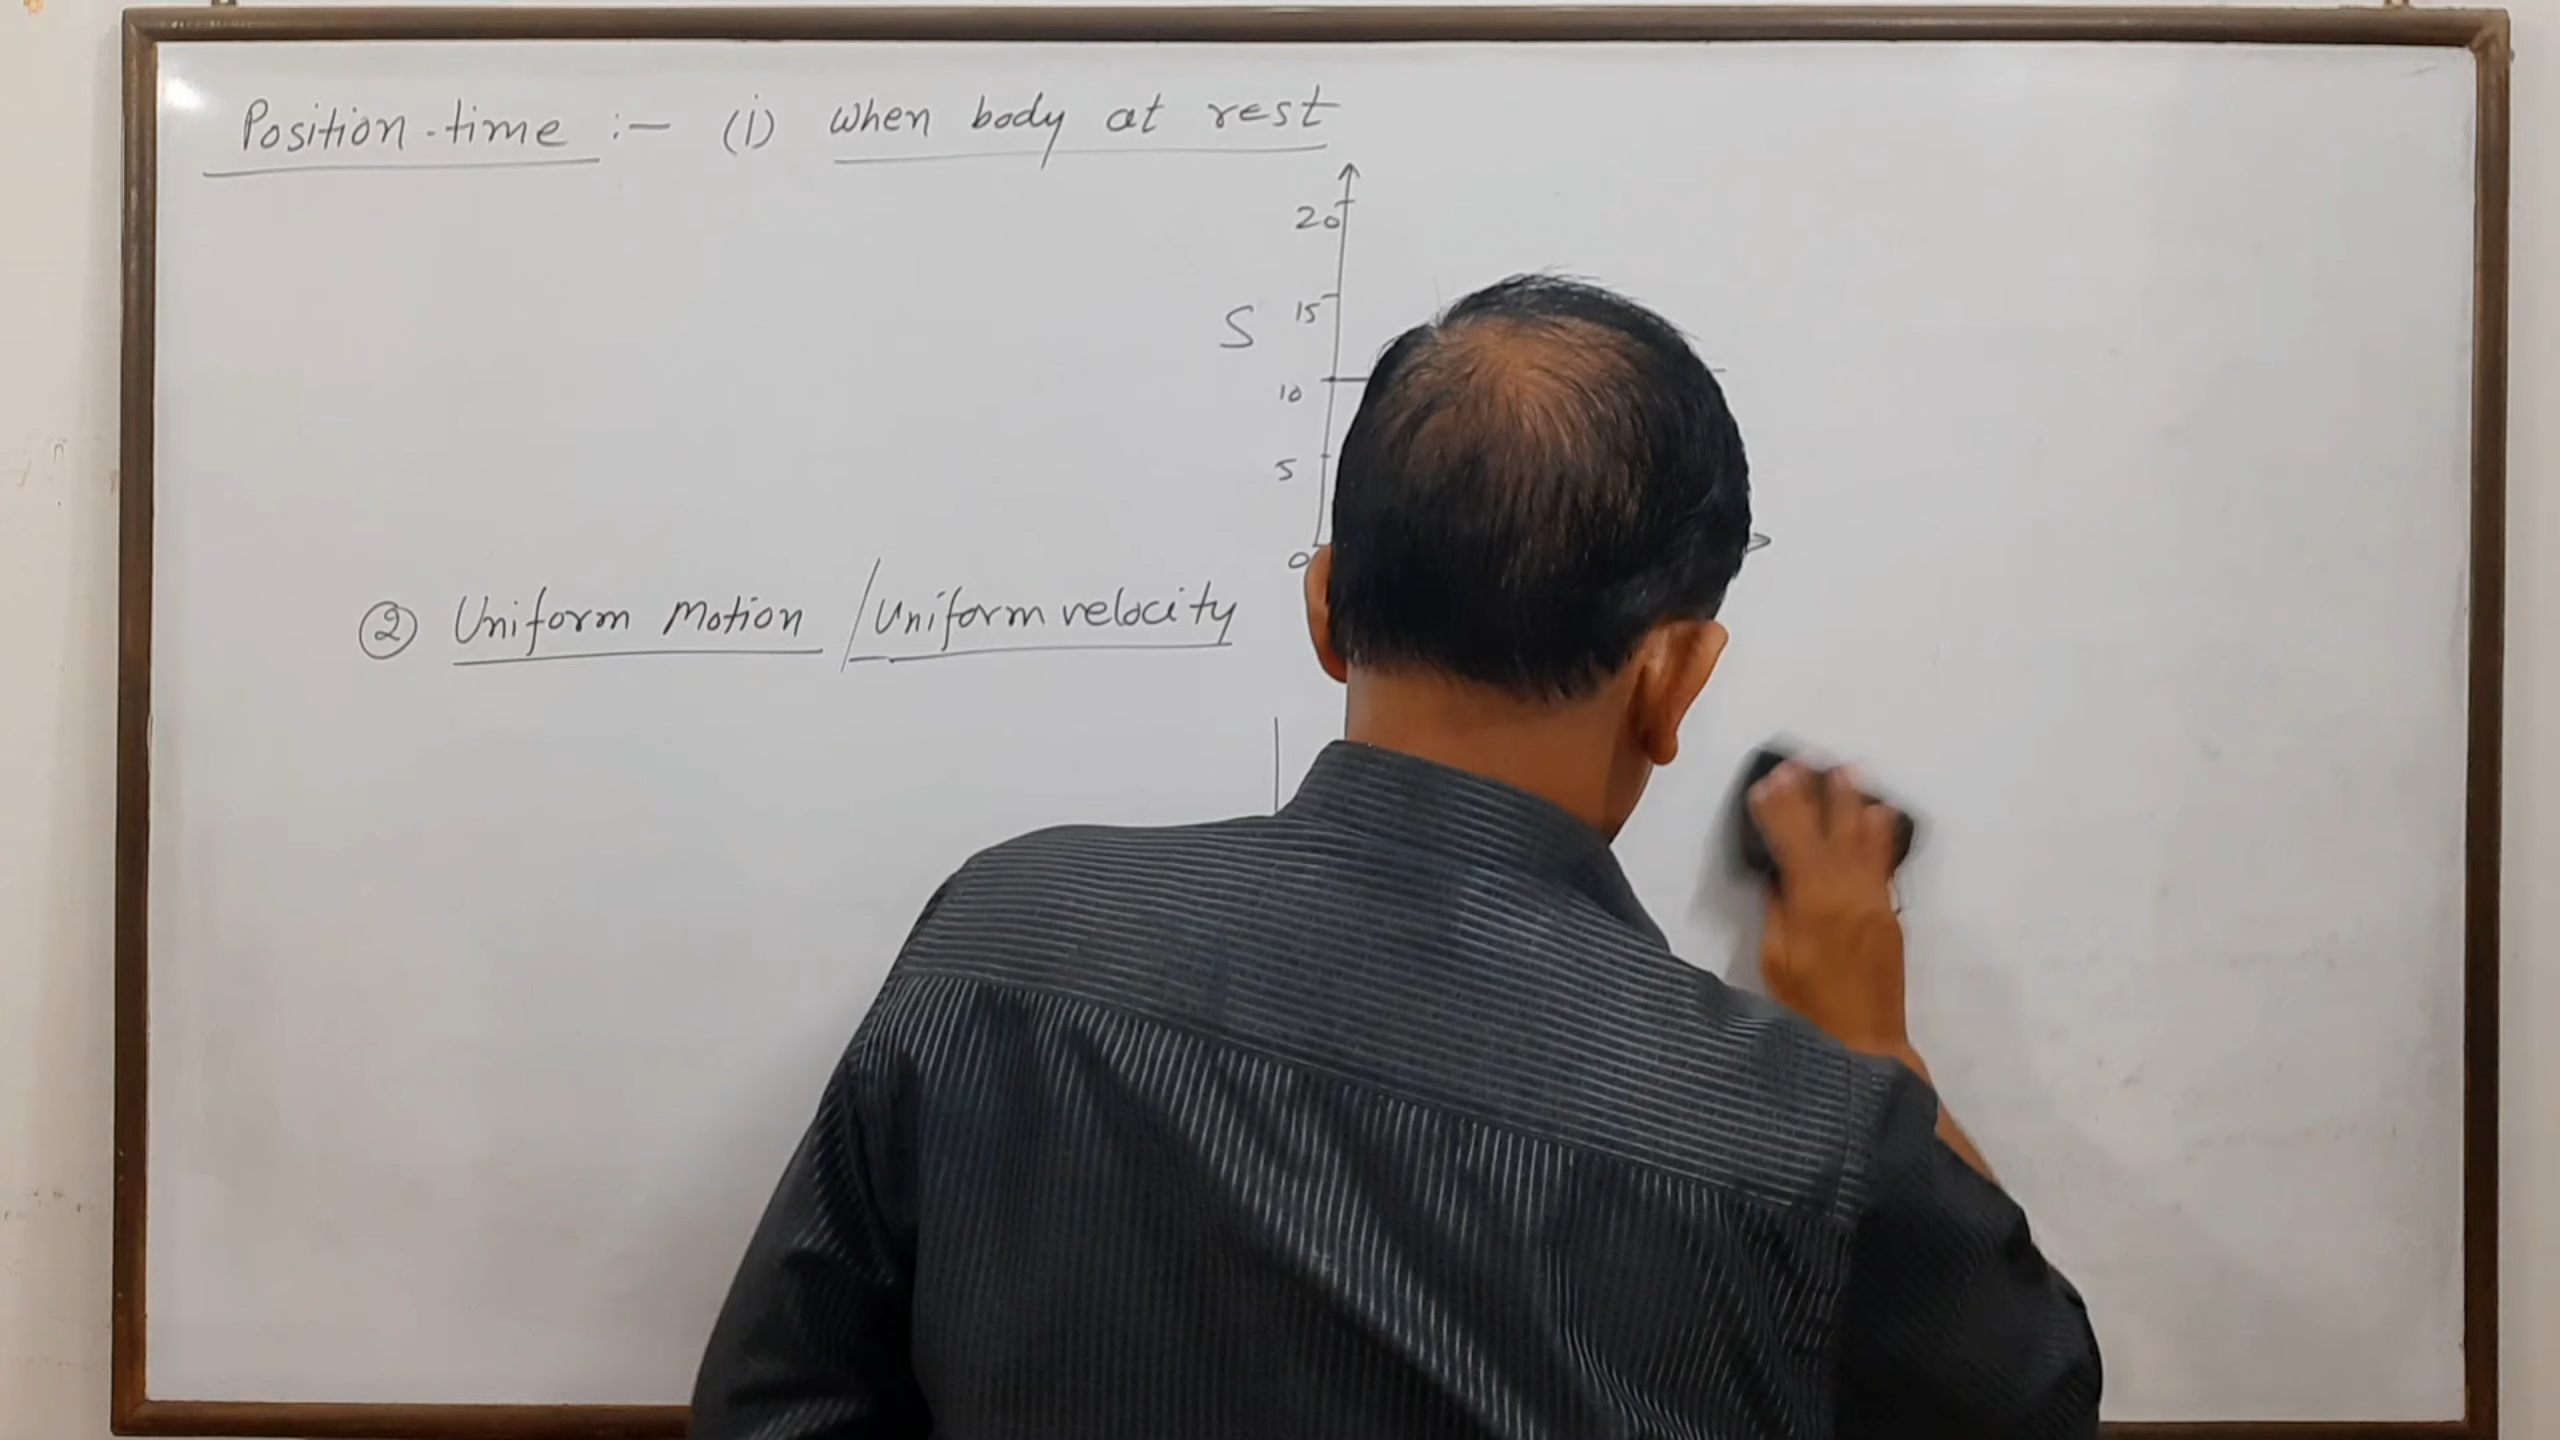 Position-time :- (i) when body at rest
20
S 15
10
5
0
② Uniform Motion / Uniform velocity